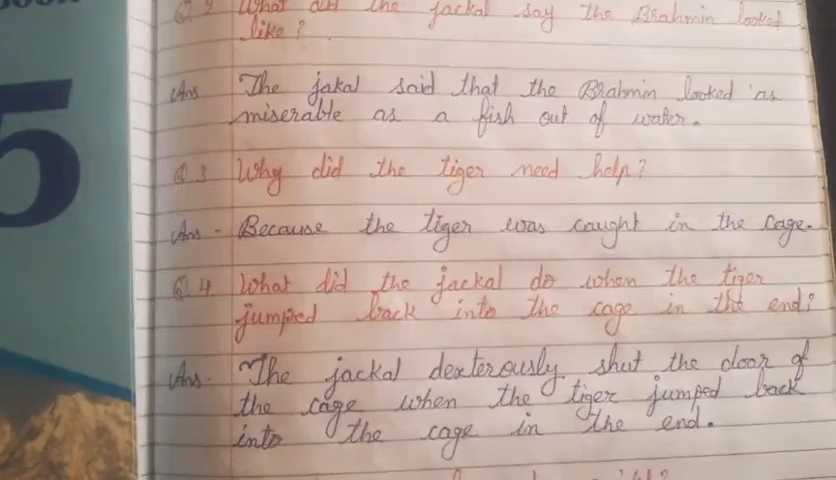 5
Q.2 What did the jackal say the Brahmin looked
like?
Ans The jakal said that the Brahmin looked as
miserable as a fish out of water.
Q.3 Why did the tiger need help?
Ans - Because the tiger was caught in the cage.
Q.4 What did the jackal do when the tiger
jumped back into the cage in the end?
Ans- The jackal dexterously shut the door of
the cage when the tiger jumped back
into the cage in the end.